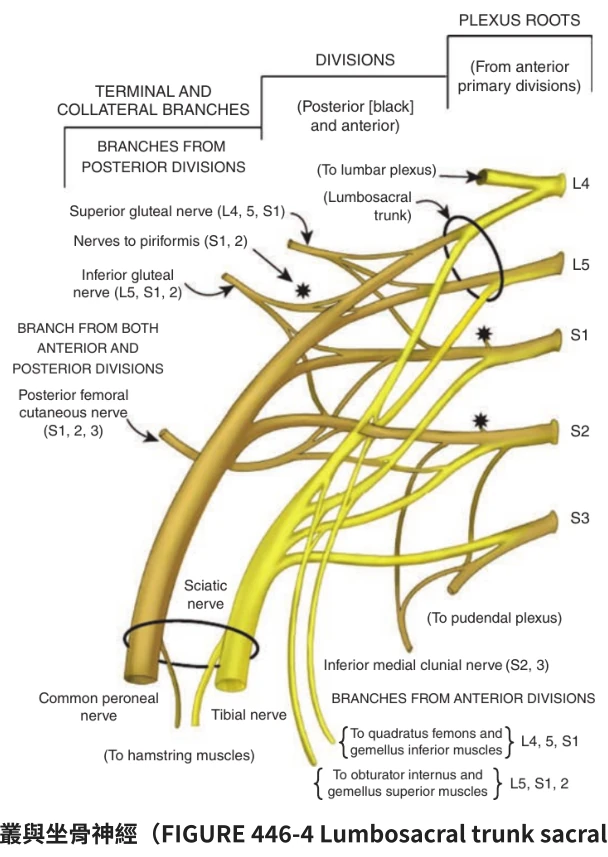 PLEXUS ROOTS
(From anterior
primary divisions)
DIVISIONS
(Posterior [black]
and anterior)
TERMINAL AND
COLLATERAL BRANCHES
BRANCHES FROM
POSTERIOR DIVISIONS
(To lumbar plexus)
L4
(Lumbosacral
trunk)
Superior gluteal nerve (L4, 5, S1)
Nerves to piriformis (S1, 2)
L5
Inferior gluteal
nerve (L5, S1, 2)
BRANCH FROM BOTH
ANTERIOR AND
POSTERIOR DIVISIONS
S1
Posterior femoral
cutaneous nerve
(S1, 2, 3)
S2
S3
Sciatic
nerve
(To pudendal plexus)
Inferior medial clunial nerve (S2, 3)
Common peroneal
nerve
Tibial nerve
BRANCHES FROM ANTERIOR DIVISIONS
(To hamstring muscles)
To quadratus femons and
gemellus inferior muscles
L4, 5, S1
To obturator internus and
gemellus superior muscles
L5, S1, 2
叢與坐骨神經（FIGURE 446-4 Lumbosacral trunk sacral